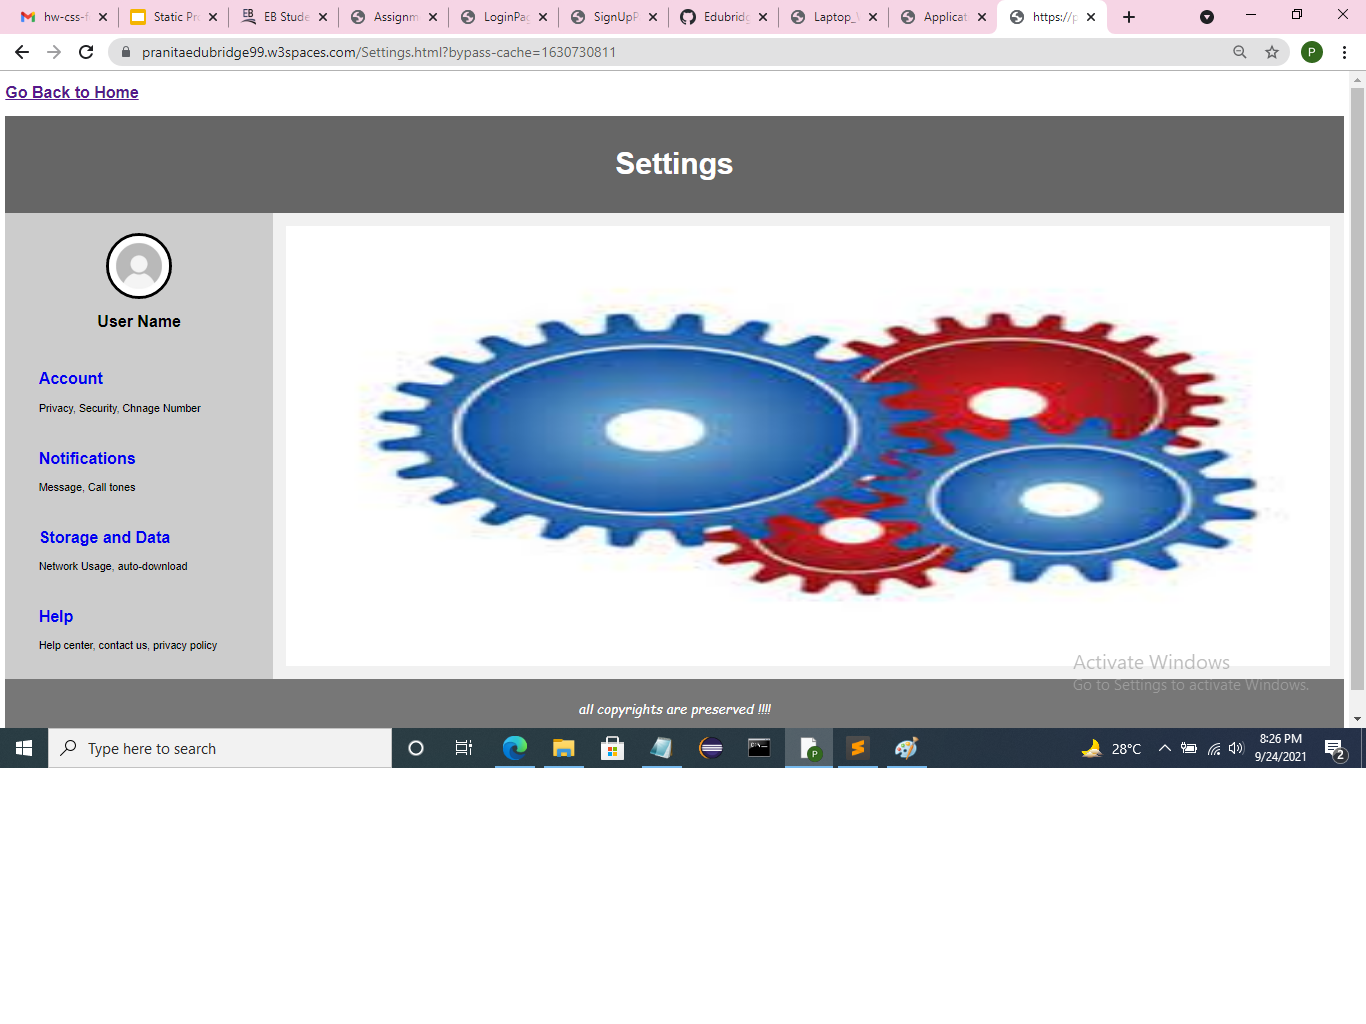 hw-css-f
Static Pr
EB Stude
Assignm
LoginPag
SignUpP
Edubridg
Laptop_
Applicat
https://p
pranitaedubridge99.w3spaces.com/Settings.html?bypass-cache=1630730811
P
Go Back to Home
Settings
User Name
Account
Privacy, Security, Chnage Number
Notifications
Message, Call tones
Storage and Data
Network Usage, auto-download
Help
Help center, contact us, privacy policy
Activate Windows
Go to Settings to activate Windows.
all copyrights are preserved !!!!
Type here to search
28°C
8:26 PM
9/24/2021
2